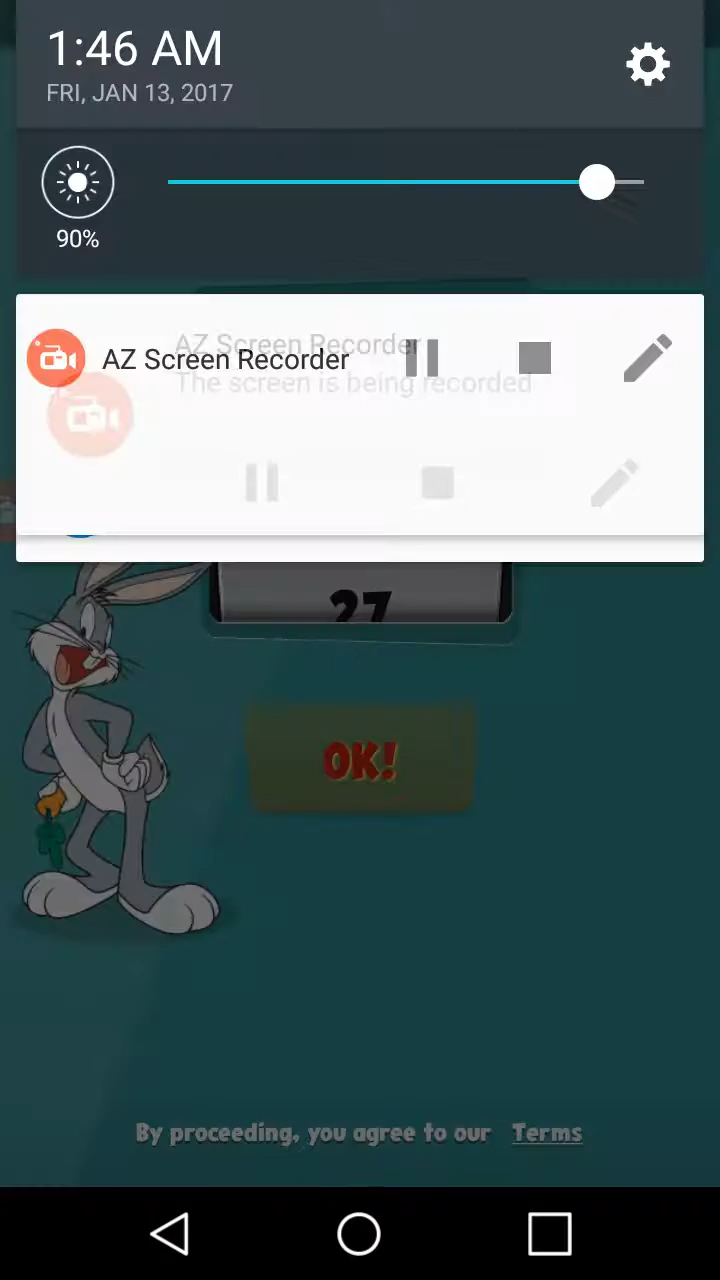 1:46 AM
FRI, JAN 13, 2017
90%
AZ Screen Recorder
AZ Screen Recorder
The screen is being recorded
27
OK!
By proceeding, you agree to our Terms